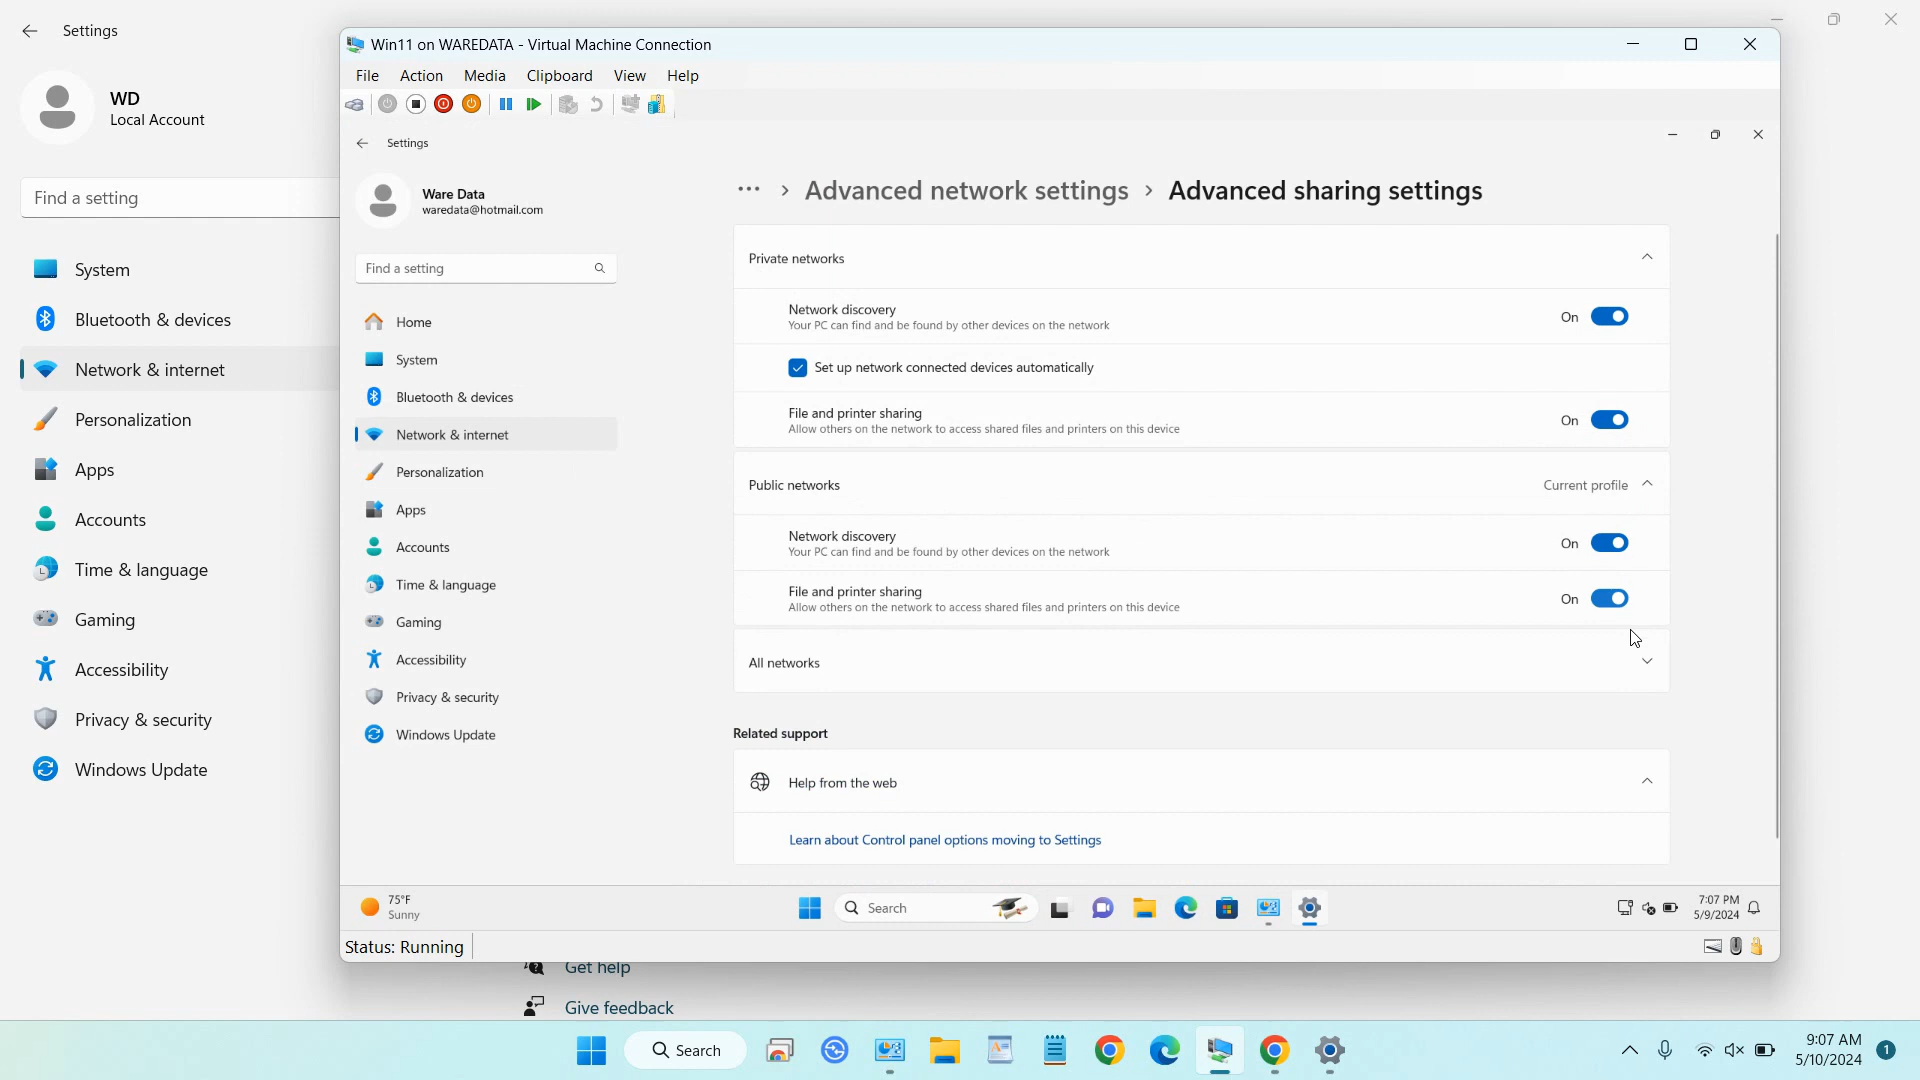 Settings
WD
Local Account
Find a setting
System
Bluetooth & devices
Network & internet
Personalization
Apps
Accounts
Time & language
Gaming
Accessibility
Privacy & security
Windows Update
Win11 on WAREDATA - Virtual Machine Connection
File Action Media Clipboard View Help
Settings
Ware Data
waredata@hotmail.com
Find a setting
Home
System
Bluetooth & devices
Network & internet
Personalization
Apps
Accounts
Time & language
Gaming
Accessibility
Privacy & security
Windows Update
... > Advanced network settings > Advanced sharing settings
Private networks
Network discovery
Your PC can find and be found by other devices on the network
On
Set up network connected devices automatically
File and printer sharing
Allow others on the network to access shared files and printers on this device
On
Public networks
Current profile
Network discovery
Your PC can find and be found by other devices on the network
On
File and printer sharing
Allow others on the network to access shared files and printers on this device
On
All networks
Related support
Help from the web
Learn about Control panel options moving to Settings
75°F
Sunny
Search
7:07 PM
5/9/2024
Status: Running
Get help
Give feedback
Search
9:07 AM
5/10/2024
1